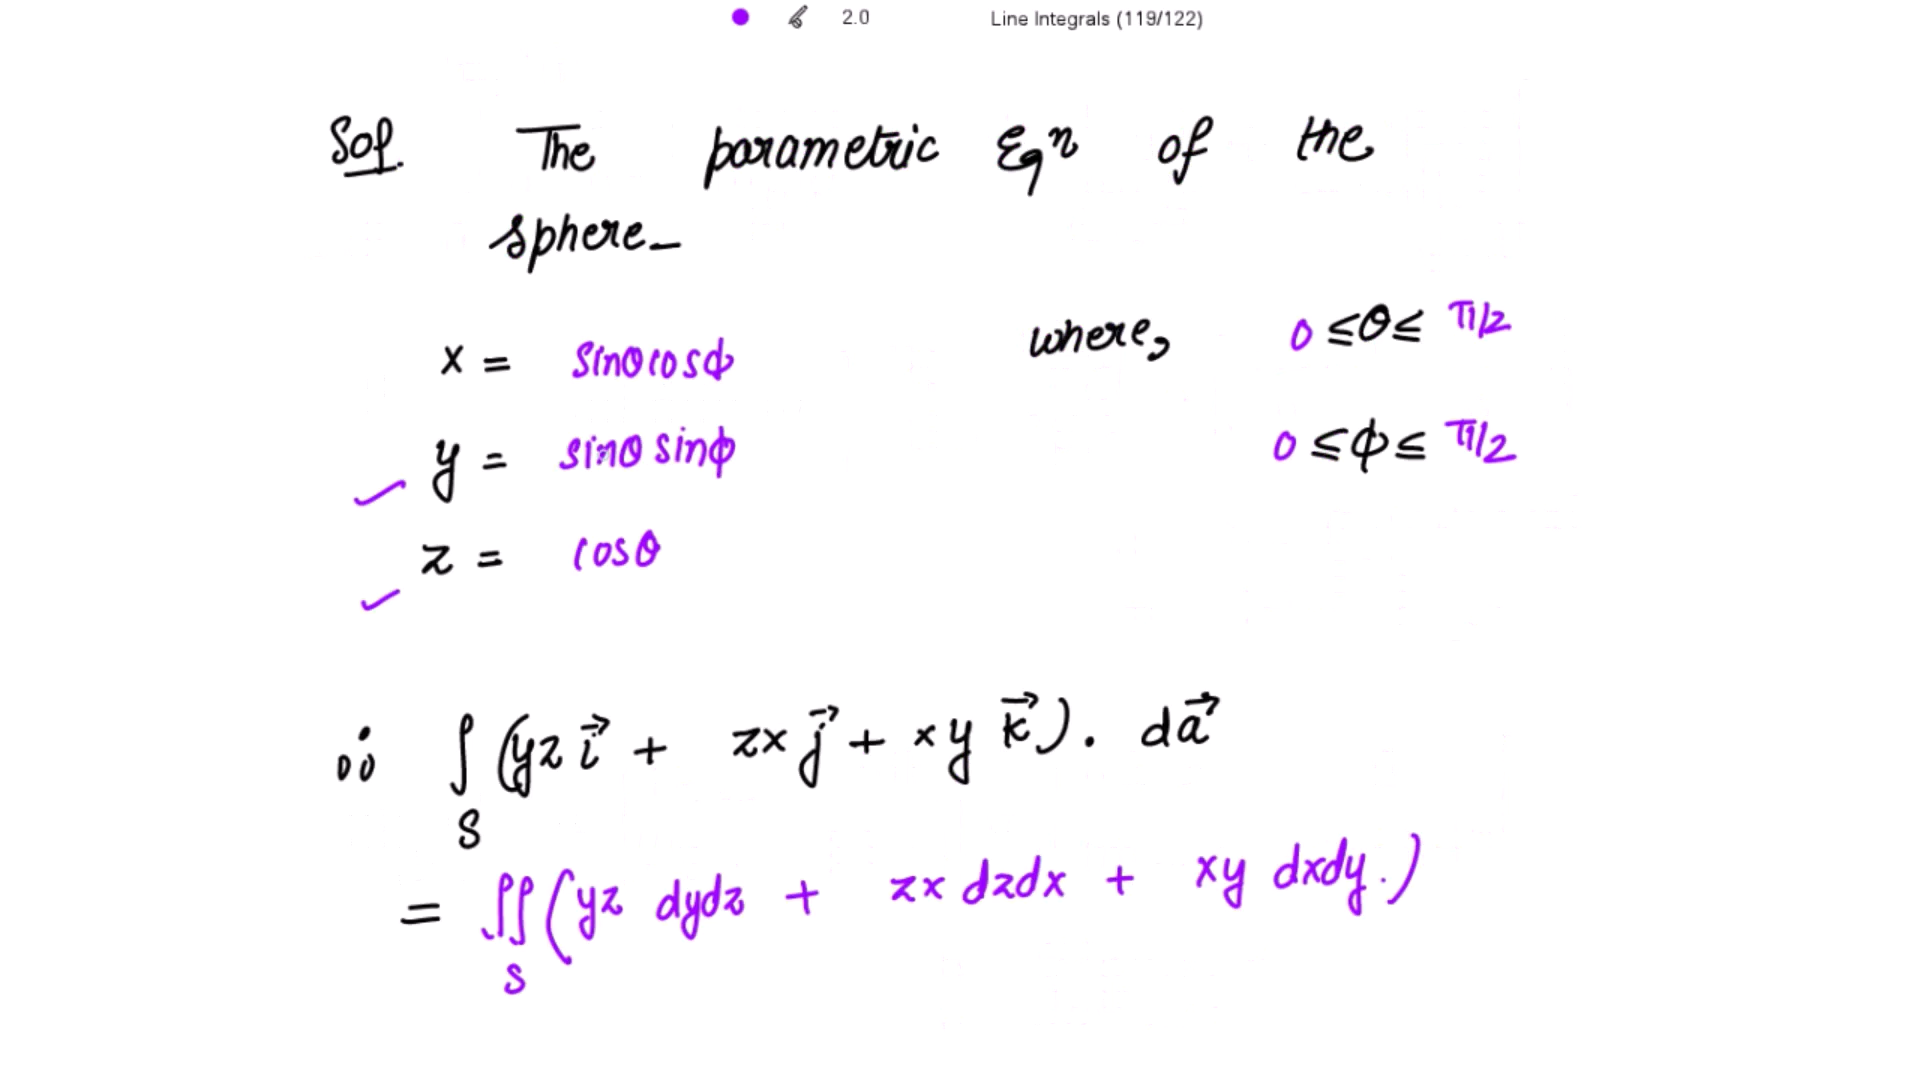 2.0 Line Integrals (119/122)
Sol. The parametric Eqn of the
sphere–
x = sinθcosϕ where, 0 ≤θ≤ π/2
y = sinθ sinϕ 0 ≤ϕ≤ π/2
z = cosθ
∴ ∫ (yz i⃗ + zx j⃗ + xy k⃗). da⃗
S
= ∬ (yz dydz + zx dzdx + xy dxdy.)
S